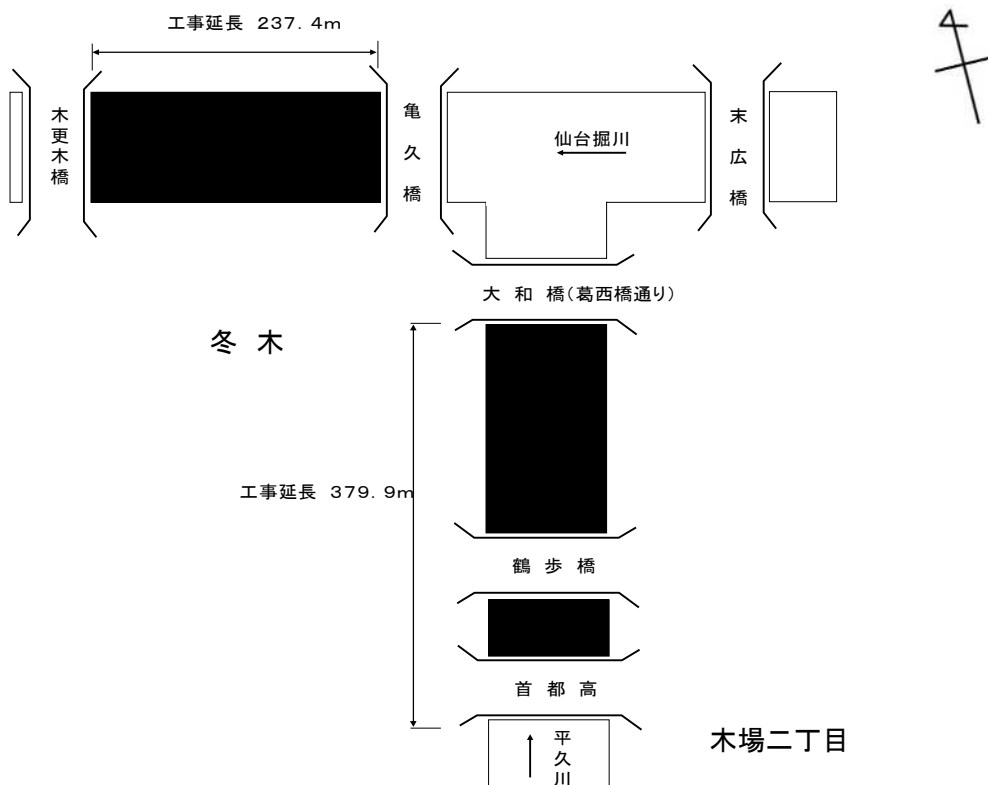 工事延長 237.4m
木更木橋
亀久橋
仙台掘川
末広橋
大和橋(葛西橋通り)
冬木
工事延長 379.9m
鶴歩橋
首都高
木場二丁目
平久川